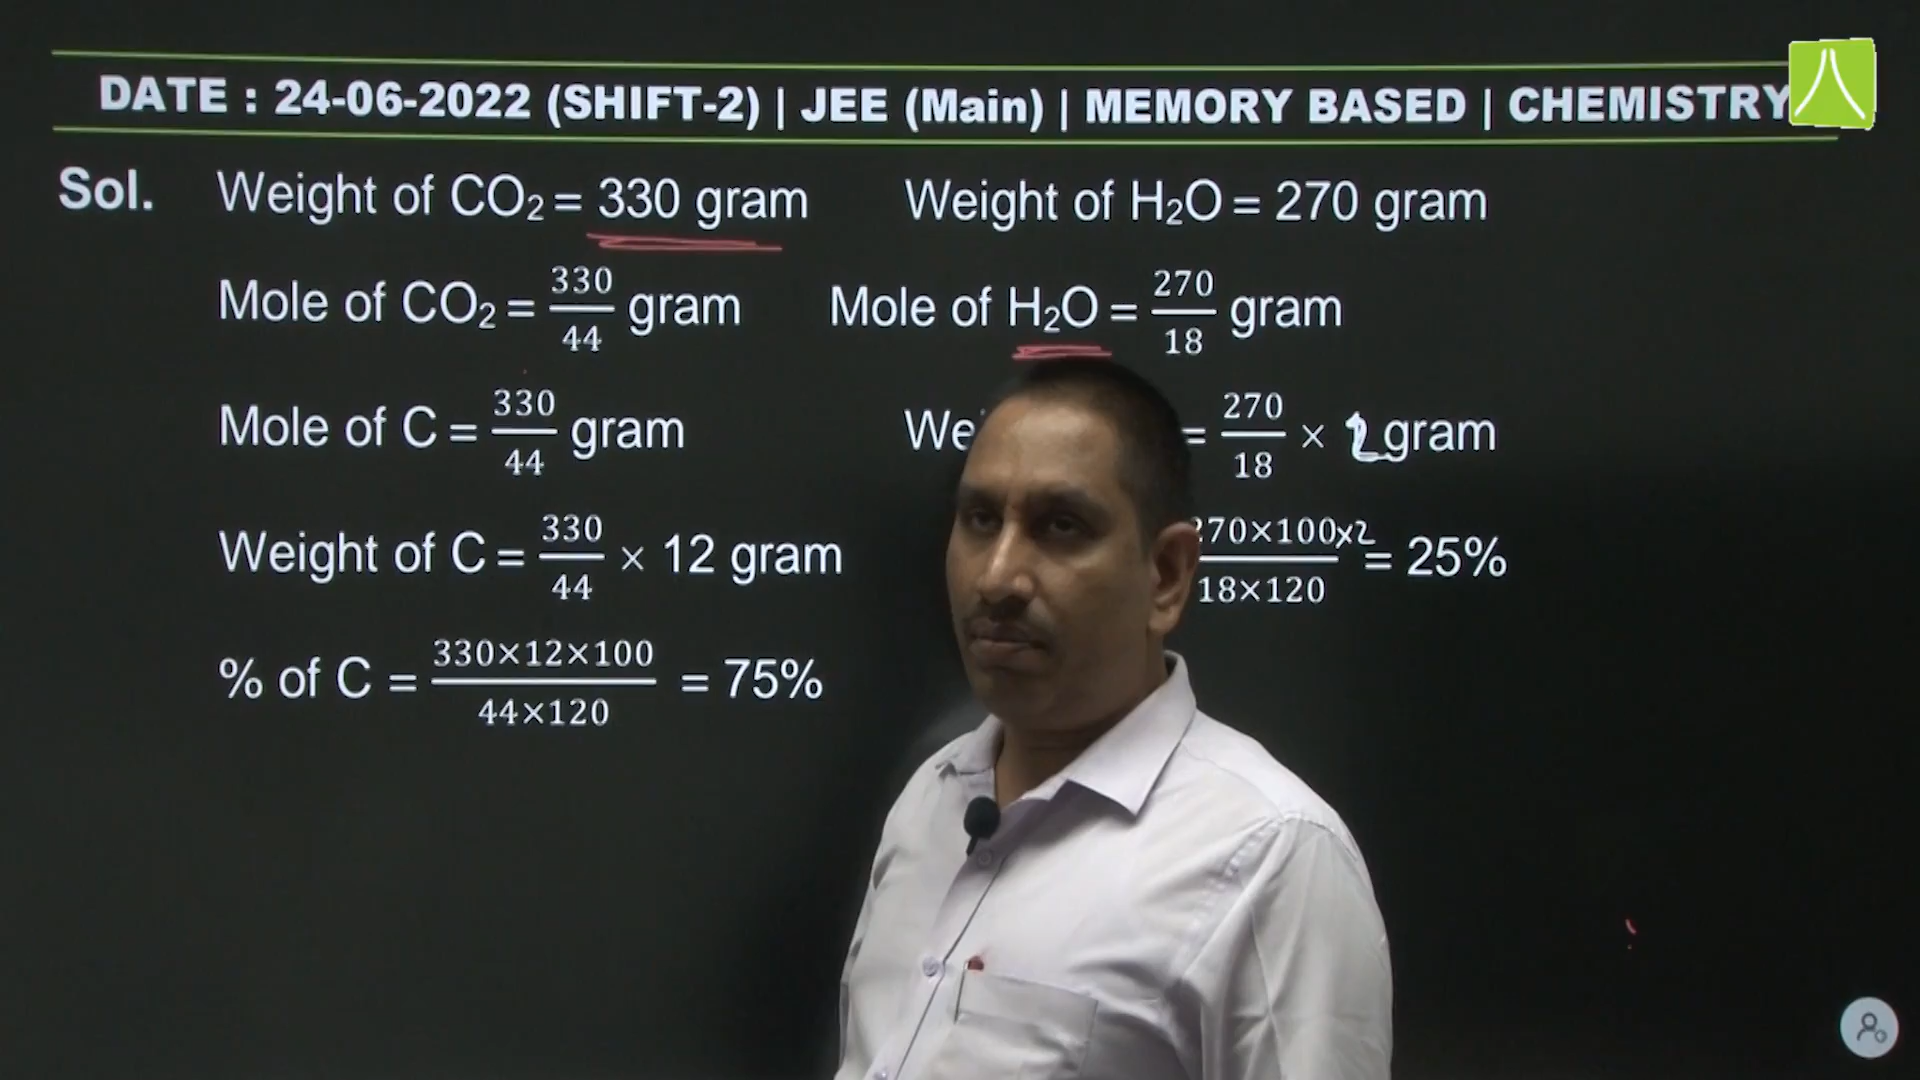 DATE : 24-06-2022 (SHIFT-2) | JEE (Main) | MEMORY BASED | CHEMISTRY
Sol. Weight of CO₂ = 330 gram Weight of H₂O = 270 gram
Mole of CO₂ = 330/44 gram Mole of H₂O = 270/18 gram
Mole of C = 330/44 gram = 270/18 × 2 gram
Weight of C = 330/44 × 12 gram 270×100×2/18×120 = 25%
% of C = 330×12×100/44×120 = 75%